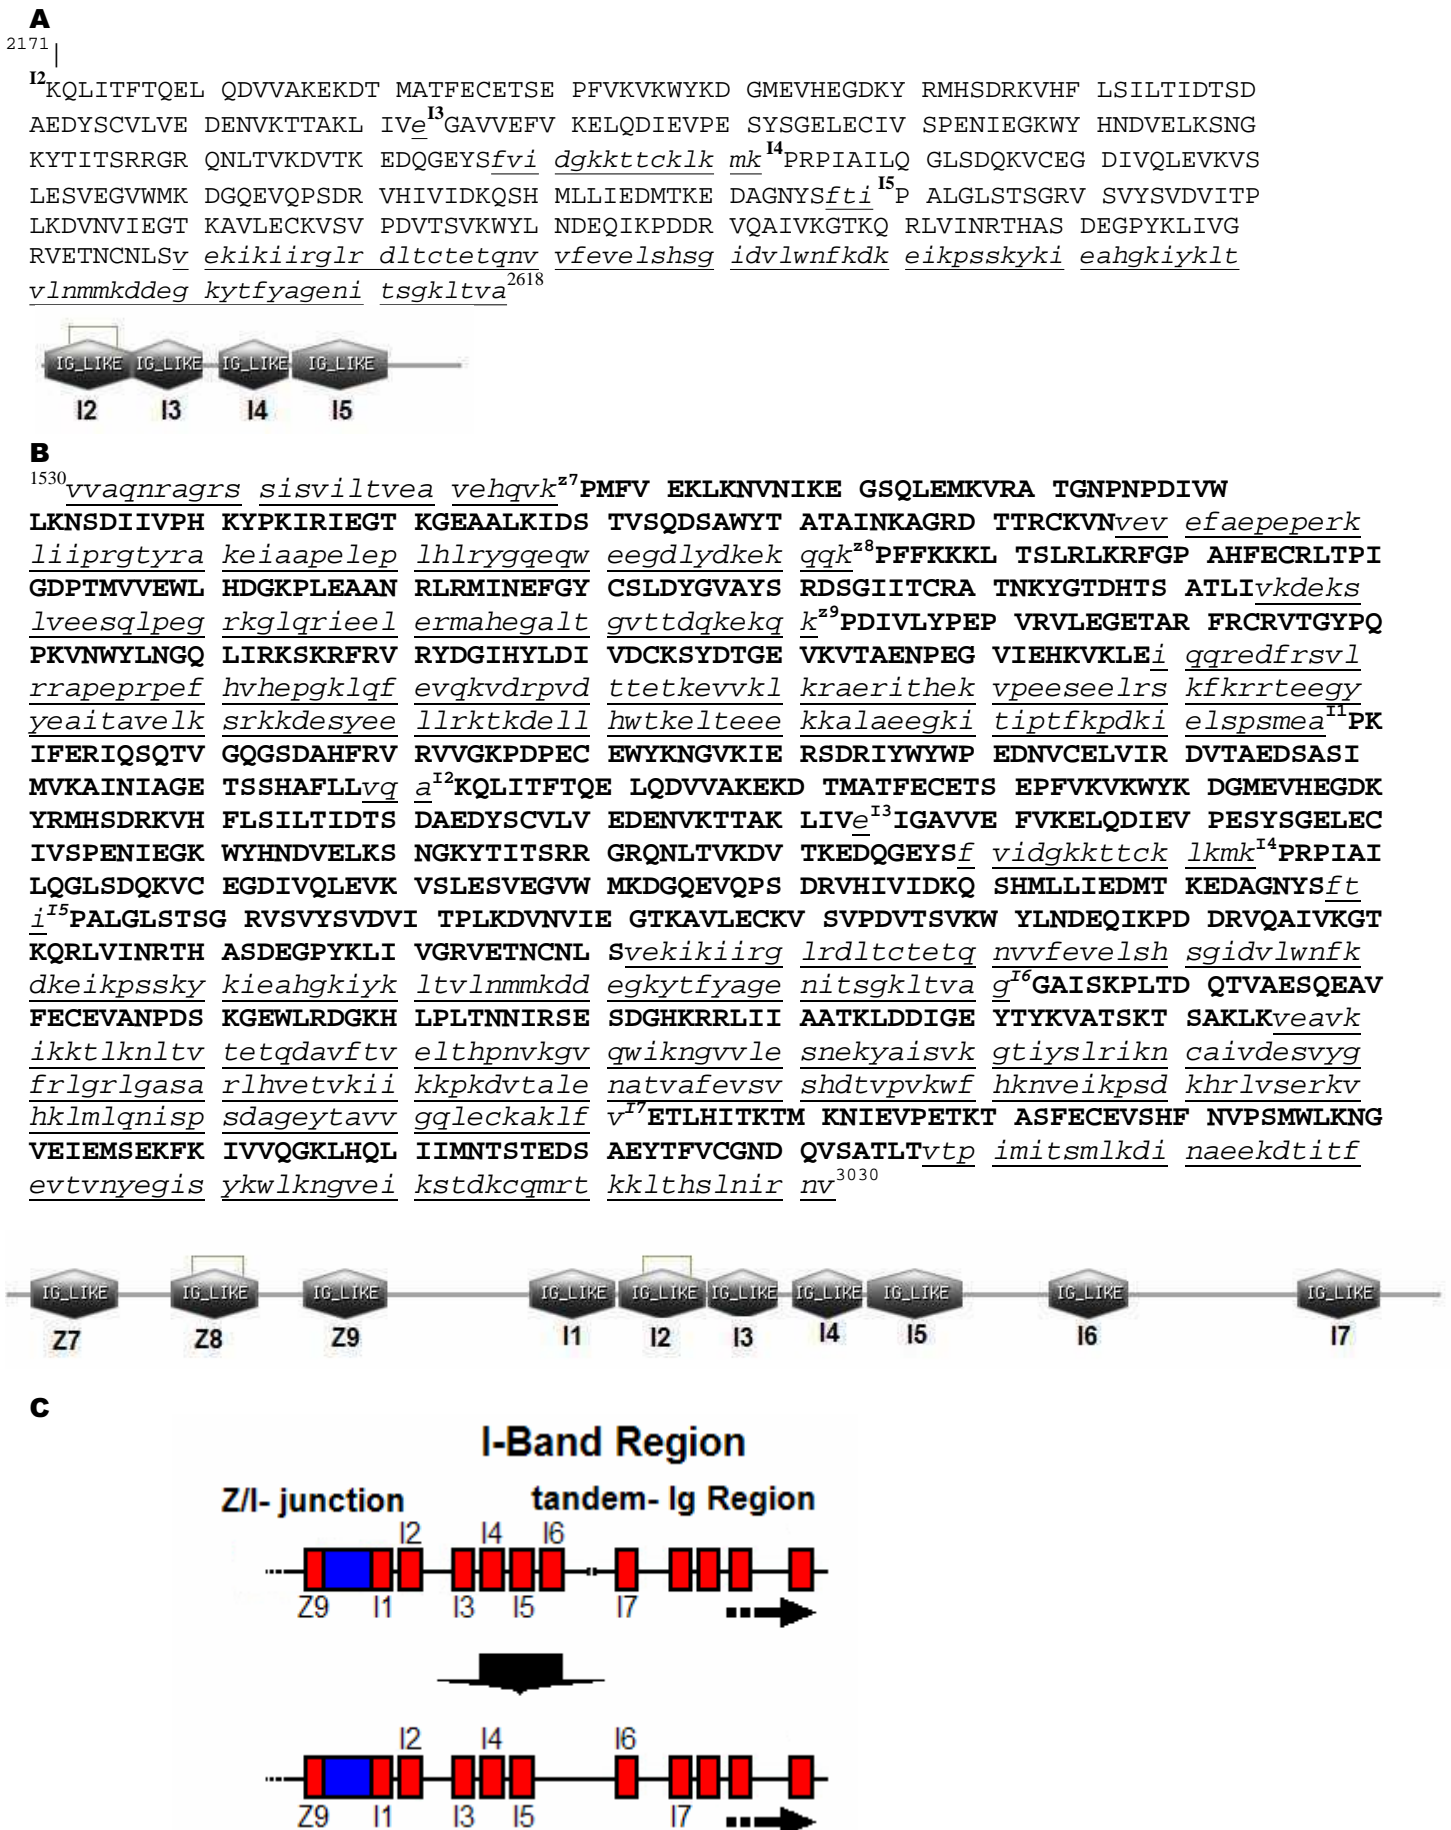 A
2171
I2KQLITFTQEL QDVVAKEKDT MATFECETSE PFVKVKWYKD GMEVHEGDKY RMHSDRKVHF LSILTIDTSD
AEDYSCVLVE DENVKTTAKL IVeI3GAVVEFV KELQDIEVPE SYSGELECIV SPENIEGKWY HNDVELKSNG
KYTITSRRGR QNLTVKDVTK EDQGEYSfvi dgkkttcklk mkI4PRPIAILQ GLSDQKVCEG DIVQLEVKVS
LESVEGVWMK DGQEVQPSDR VHIVIDKQSH MLLIEDMTKE DAGNYSfti I5P ALGLSTSGRV SVYSVDVITP
LKDVNVIEGT KAVLECKVSV PDVTSVKWYL NDEQIKPDDR VQAIVKGTKQ RLVINRTHAS DEGPYKLIVG
RVETNCNLSv ekikiirglr dltctetqnv vfevelshsg idvlwnfkdk eikpsskyki eahgkiyklt
vlnmmkddeg kytfyageni tsgkltva2618
IG_LIKE IG_LIKE IG_LIKE IG_LIKE
I2 I3 I4 I5
B
1530vvaqnragrs sisviltvea vehqvkz7PMFV EKLKNVNIKE GSQLEMKVRA TGNPNPDIVW
LKNSDIIVPH KYPKIRIEGT KGEAALKIDS TVSQDSAWYT ATAINKAGRD TTRCKVNvev efaepeperk
liiprgtyra keiaapelep lhlrygqeqw eegdlydkek qqkz8PFFKKKL TSLRLKRFGP AHFECRLTPI
GDPTMVVEWL HDGKPLEAAN RLRMINEFGY CSLDYGVAYS RDSGIITCRA TNKYGTDHTS ATLIvkdeks
lveesqlpeg rkglqrieel ermahegalt gvttdqkekq kz9PDIVLYPEP VRVLEGETAR FRCRVTGYPQ
PKVNWYLNGQ LIRKSKRFRV RYDGIHYLDI VDCKSYDTGE VKVTAENPEG VIEHKVKLEi qqredfrsvl
rrapeprpef hvhepgklqf evqkvdrpvd ttetkevvkl kraerithek vpeeseelrs kfkrrteegy
yeaitavelk srkkdesyee llrktkdell hwtkelteee kkalaeegki tiptfkpdki elspsmeaI1PK
IFERIQSQTV GQGSDAHFRV RVVGKPDPEC EWYKNGVKIE RSDRIYWYWP EDNVCELVIR DVTAEDSASI
MVKAINIAGE TSSHAFLLvq aI2KQLITFTQE LQDVVAKEKD TMATFECETS EPFVKVKWYK DGMEVHEGDK
YRMHSDRKVH FLSILTIDTS DAEDYSCVLV EDENVKTTAK LIVeI3IGAVVE FVKELQDIEV PESYSGELEC
IVSPENIEGK WYHNDVELKS NGKYTITSRR GRQNLTVKDV TKEDQGEYSf vidgkkttck lkmkI4PRPIAI
LQGLSDQKVC EGDIVQLEVK VSLESVEGVW MKDGQEVQPS DRVHIVIDKQ SHMLLIEDMT KEDAGNYSft
iI5PALGLSTSG RVSVYSVDVI TPLKDVNVIE GTKAVLECKV SVPDVTSVKW YLNDEQIKPD DRVQAIVKGT
KQRLVINRTH ASDEGPYKLI VGRVETNCNL Svekikiirg lrdltctetq nvvfevelsh sgidvlwnfk
dkeikpssky kieahgkiyk ltvlnmmkdd egkytfyage nitsgkltva gI6GAISKPLTD QTVAESQEAV
FECEVANPDS KGEWLRDGKH LPLTNNIRSE SDGHKRRLII AATKLDDIGE YTYKVATSKT SAKLKveavk
ikktlknltv tetqdavftv elthpnvkgv qwikngvvle snekyaisvk gtiyslrikn caivdesvyg
frlgrlgasa rlhvetvkii kkpkdvtale natvafevsv shdtvpvkwf hknveikpsd khrlvserkv
hklmlqnisp sdageytavv gqleckaklf vI7ETLHITKTM KNIEVPETKT ASFECEVSHF NVPSMWLKNG
VEIEMSEKFK IVVQGKLHQL IIMNTSTEDS AEYTFVCGND QVSATLTvtp imitsmlkdi naeekdtitf
evtvnyegis ykwlkngvei kstdkcqmrt kklthslnir nv3030
IG_LIKE IG_LIKE IG_LIKE IG_LIKE IG_LIKE IG_LIKE IG_LIKE IG_LIKE IG_LIKE IG_LIKE
Z7 Z8 Z9 I1 I2 I3 I4 I5 I6 I7
C
I-Band Region
Z/I- junction tandem- Ig Region
I2 I4 I6
Z9 I1 I3 I5 I7
I2 I4 I6
Z9 I1 I3 I5 I7